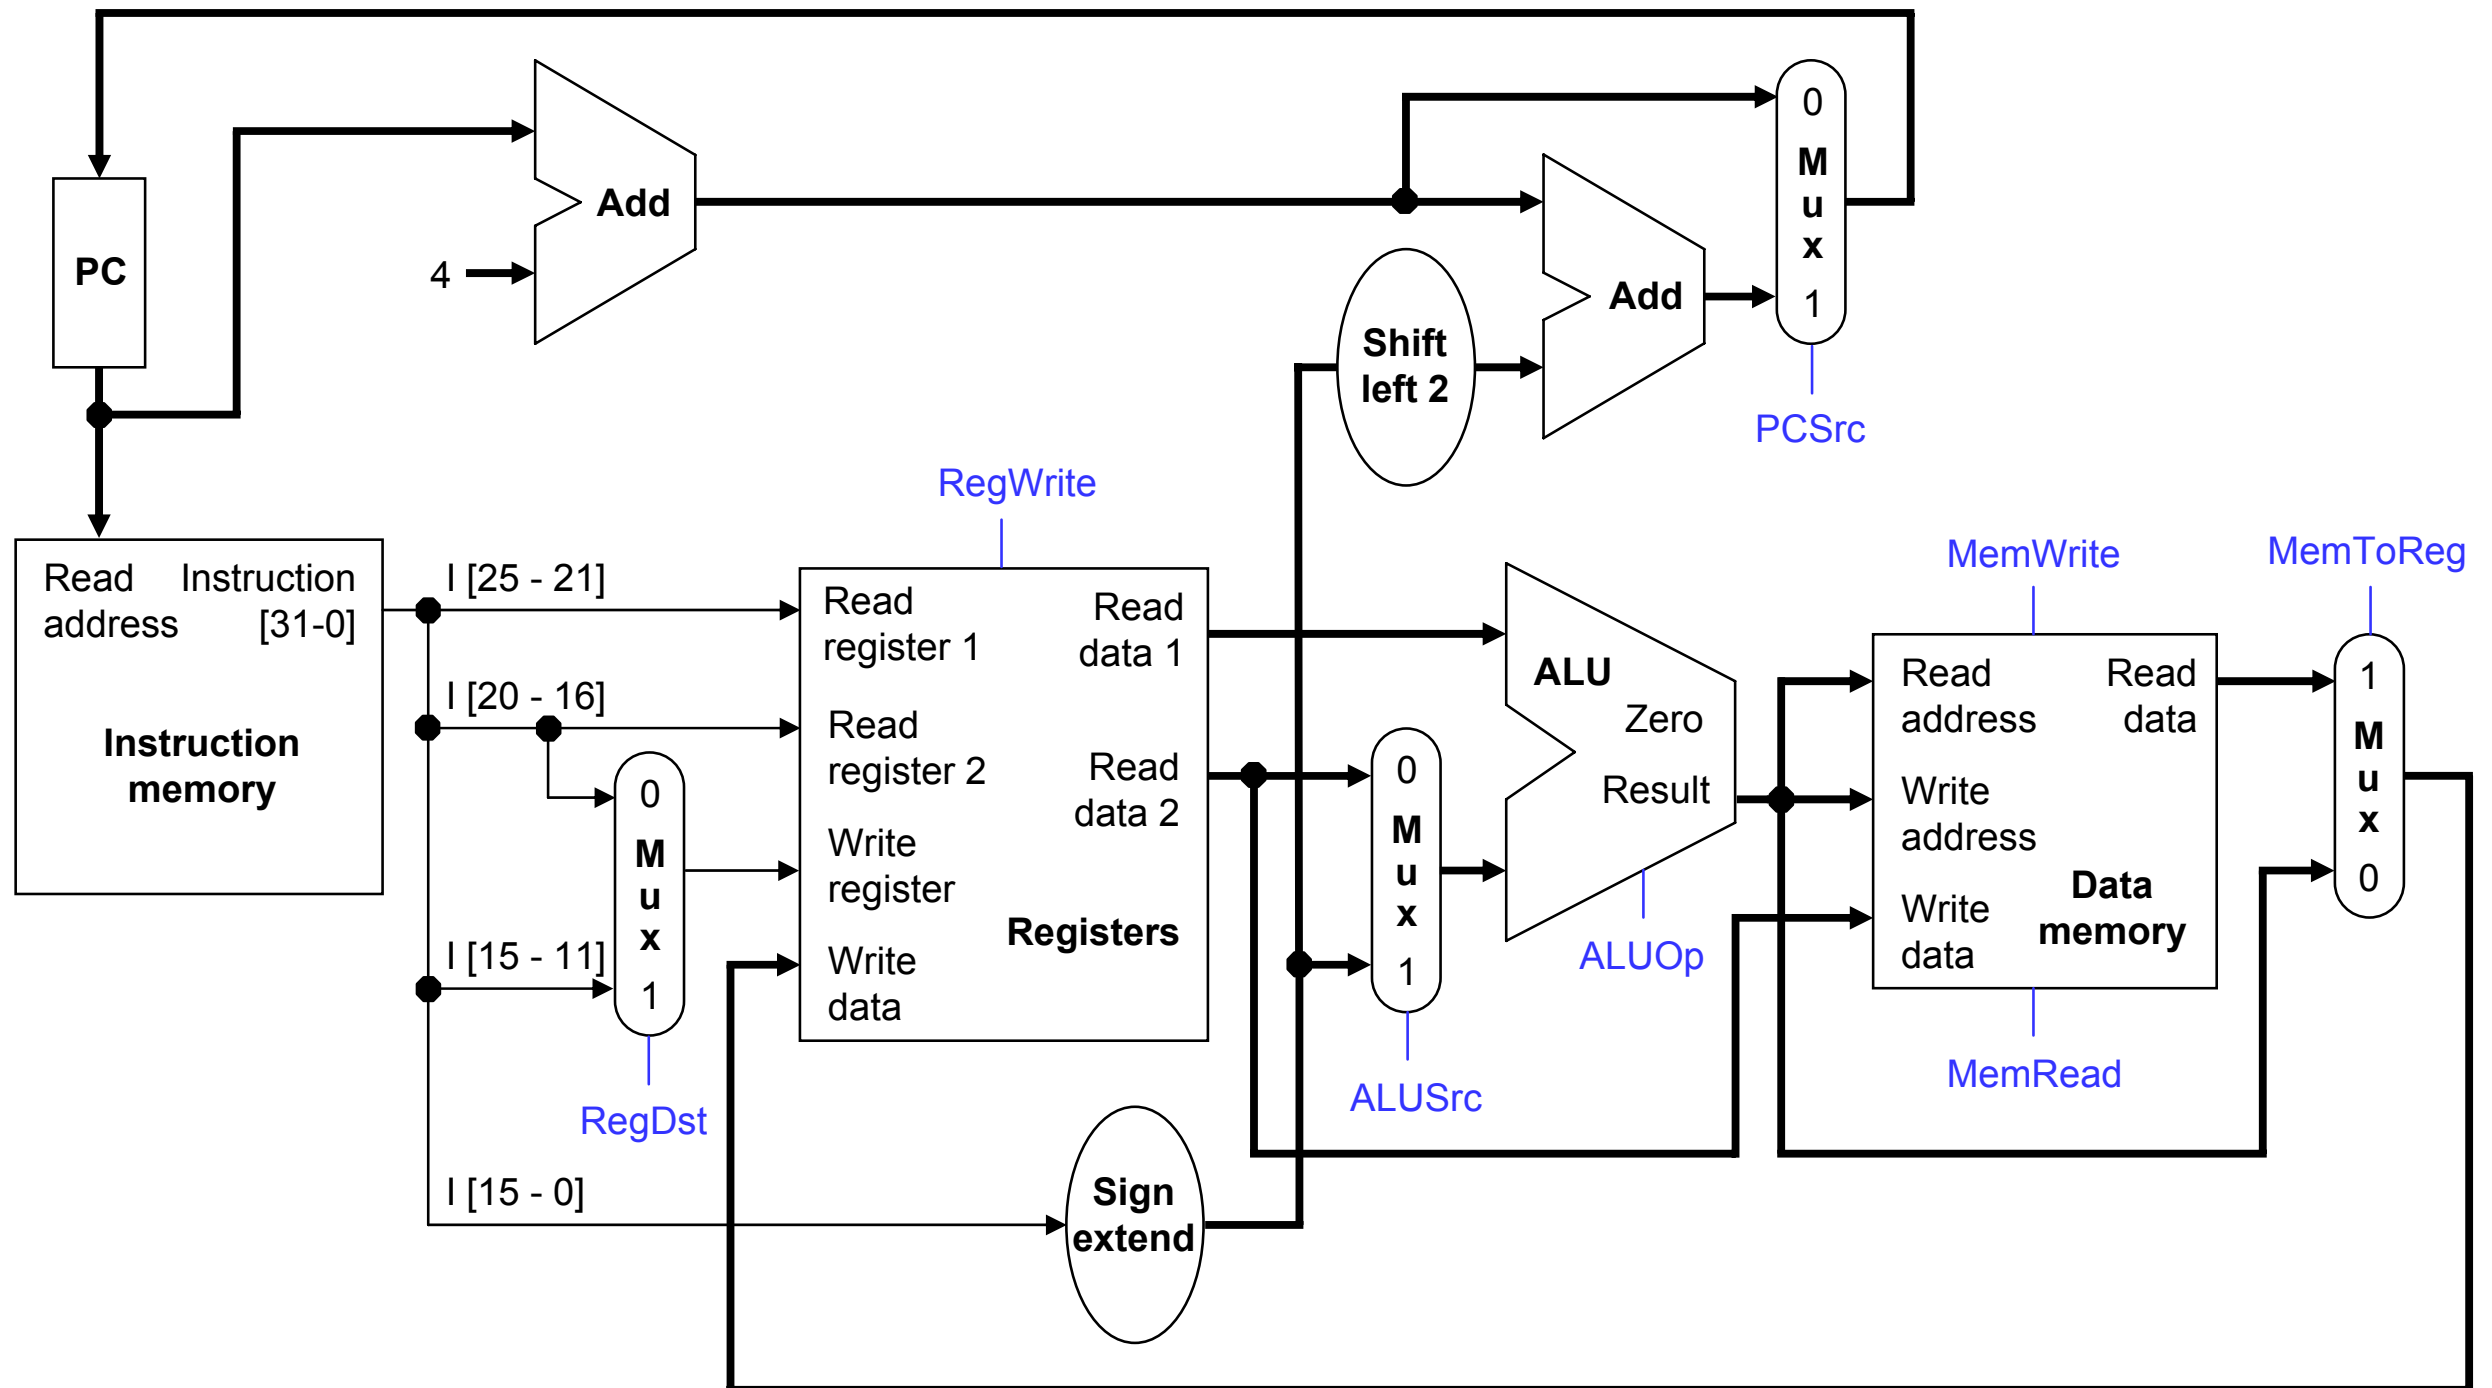 0
M
u
x
1
Add
PC
4
Add
Shift
left 2
PCSrc
RegWrite
Read
address
Instruction
[31-0]
Instruction
memory
I [25 - 21]
I [20 - 16]
I [15 - 11]
I [15 - 0]
0
M
u
x
1
RegDst
Read
register 1
Read
register 2
Write
register
Write
data
Read
data 1
Read
data 2
Registers
Sign
extend
0
M
u
x
1
ALUSrc
ALU
Zero
Result
ALUOp
MemWrite
Read
address
Write
address
Write
data
Read
data
Data
memory
MemRead
MemToReg
1
M
u
x
0